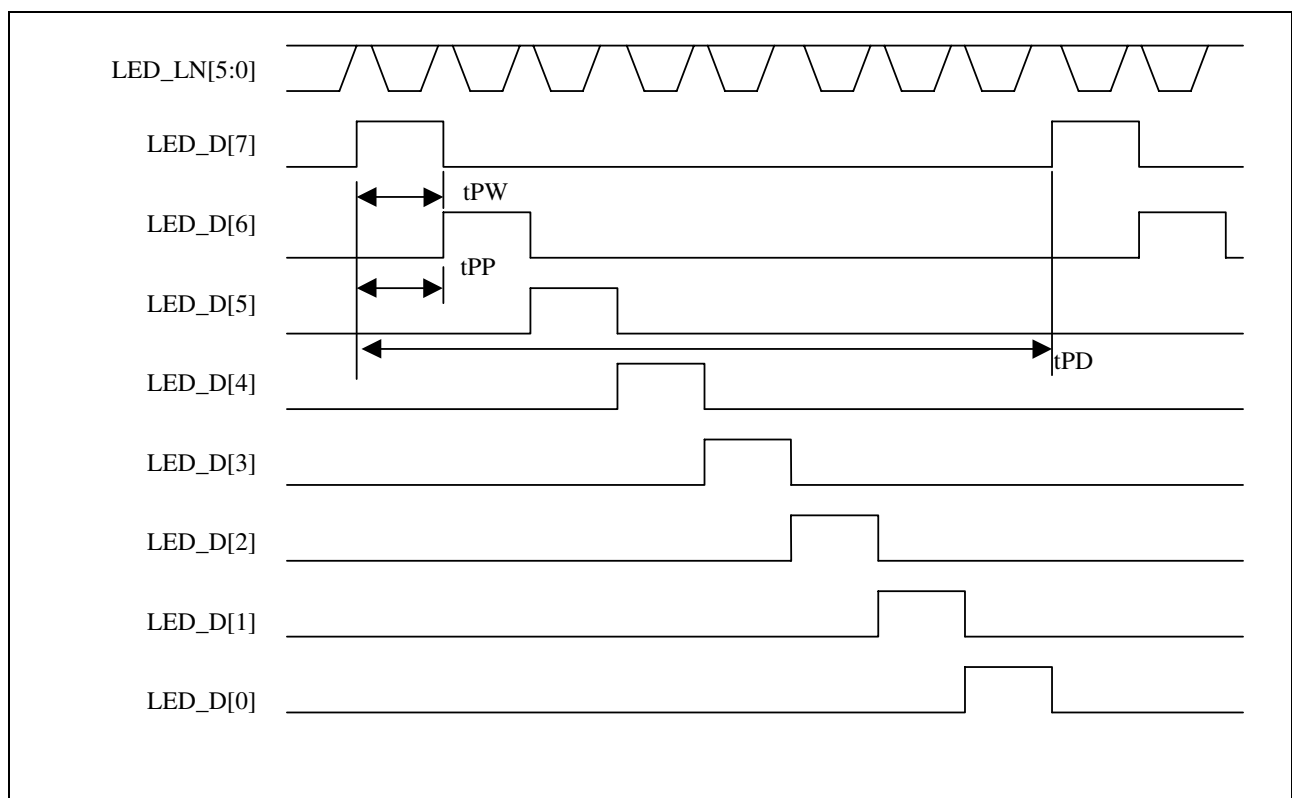 LED_LN[5:0]
LED_D[7]
tPW
LED_D[6]
tPP
LED_D[5]
tPD
LED_D[4]
LED_D[3]
LED_D[2]
LED_D[1]
LED_D[0]